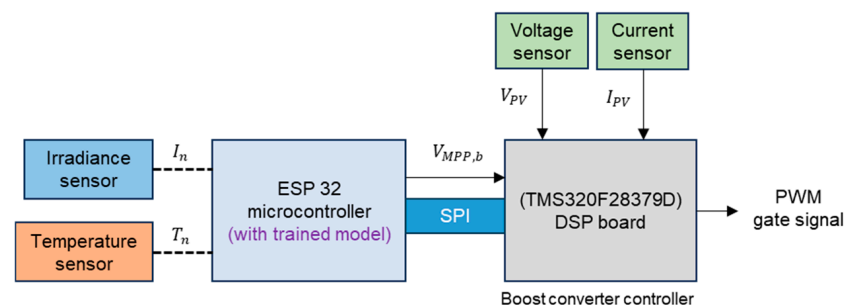 Voltage
sensor
Current
sensor
V_PV
I_PV
Irradiance
sensor
I_n
Temperature
sensor
T_n
ESP 32
microcontroller
(with trained model)
V_MPP,b
SPI
(TMS320F28379D)
DSP board
PWM
gate signal
Boost converter controller